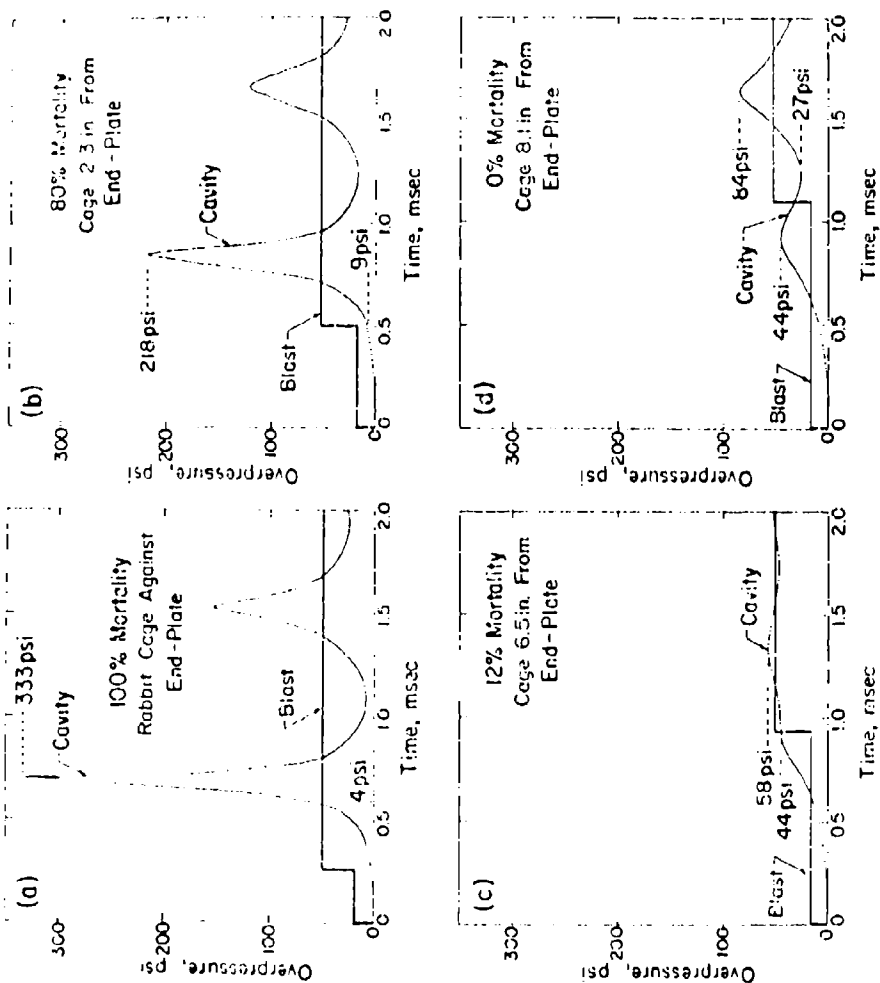 (a)
333psi
Cavity
100% Mortality
Rabbit Cage Against
End-Plate
Blast
4psi
300
200
100
0
Overpressure, psi
0
0.5
1.0
1.5
2.0
Time, msec
(b)
80% Mortality
Cage 2.3 in. From
End-Plate
218psi
Cavity
Blast
9psi
300
200
100
0
Overpressure, psi
0
0.5
1.0
1.5
2.0
Time, msec
(c)
12% Mortality
Cage 6.5in. From
End-Plate
Blast
58psi
44psi
Cavity
300
200
100
0
Overpressure, psi
0
0.5
1.0
1.5
2.0
Time, msec
(d)
0% Mortality
Cage 8.1 in. From
End-Plate
84psi
Cavity
44psi
Blast
27psi
300
200
100
0
Overpressure, psi
0
0.5
1.0
1.5
2.0
Time, msec